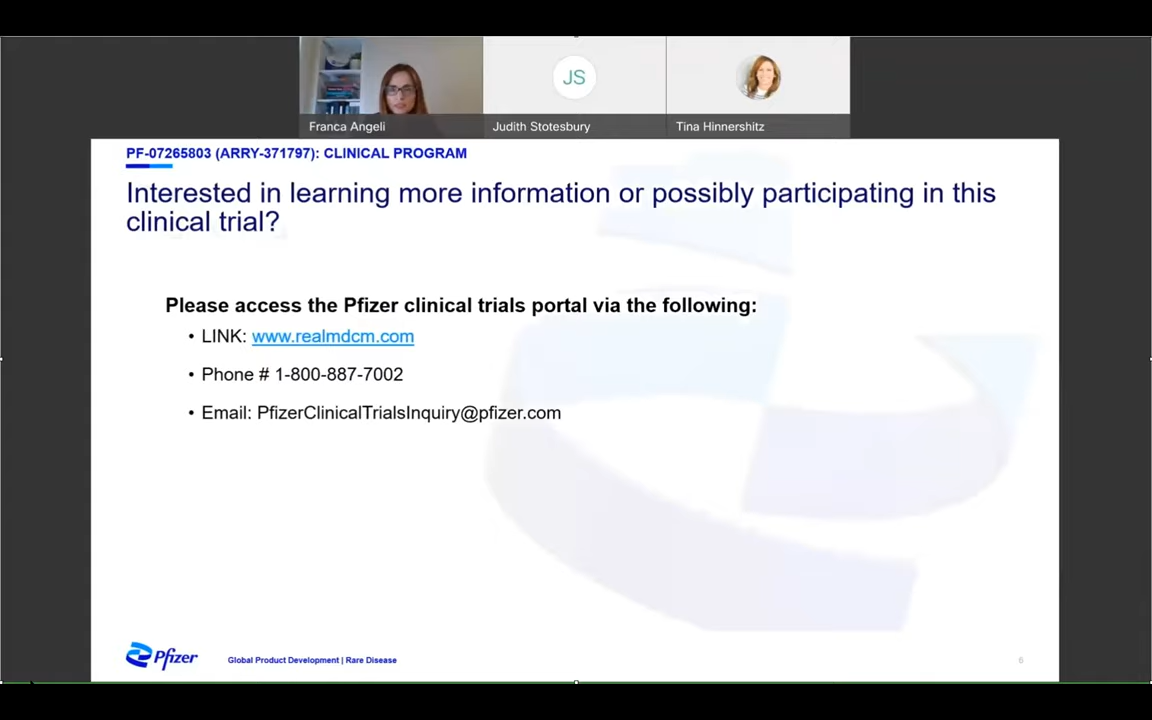 JS
Franca Angeli
Judith Stotesbury
Tina Hinnershitz
PF-07265803 (ARRY-371797): CLINICAL PROGRAM
Interested in learning more information or possibly participating in this
clinical trial?
Please access the Pfizer clinical trials portal via the following:
• LINK: www.realmdcm.com
• Phone # 1-800-887-7002
• Email: PfizerClinicalTrialsInquiry@pfizer.com
Pfizer
Global Product Development | Rare Disease
6